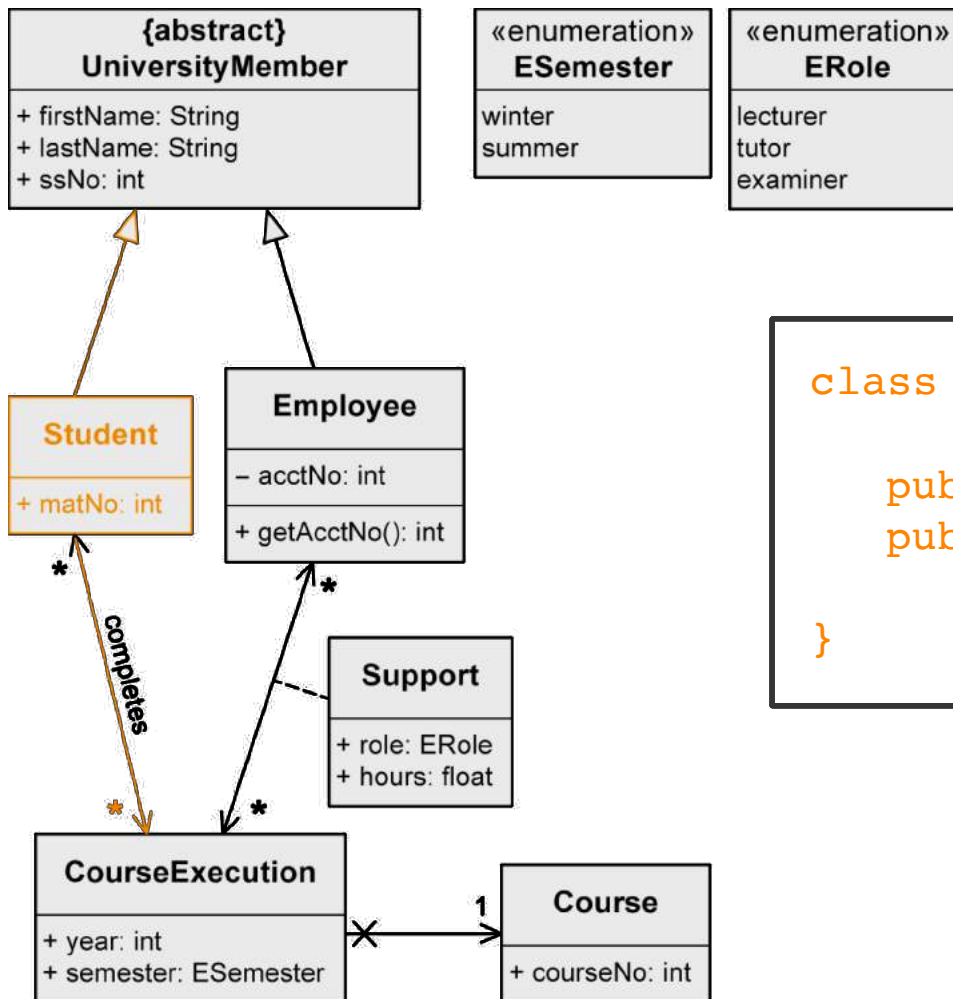 {abstract}
UniversityMember
+ firstName: String
+ lastName: String
+ ssNo: int
«enumeration»
ESemester
winter
summer
«enumeration»
ERole
lecturer
tutor
examiner
Student
+ matNo: int
Employee
– acctNo: int
+ getAcctNo(): int
class
pub
pub
}
*
*
completes
Support
+ role: ERole
+ hours: float
*
*
CourseExecution
+ year: int
+ semester: ESemester
1
Course
+ courseNo: int